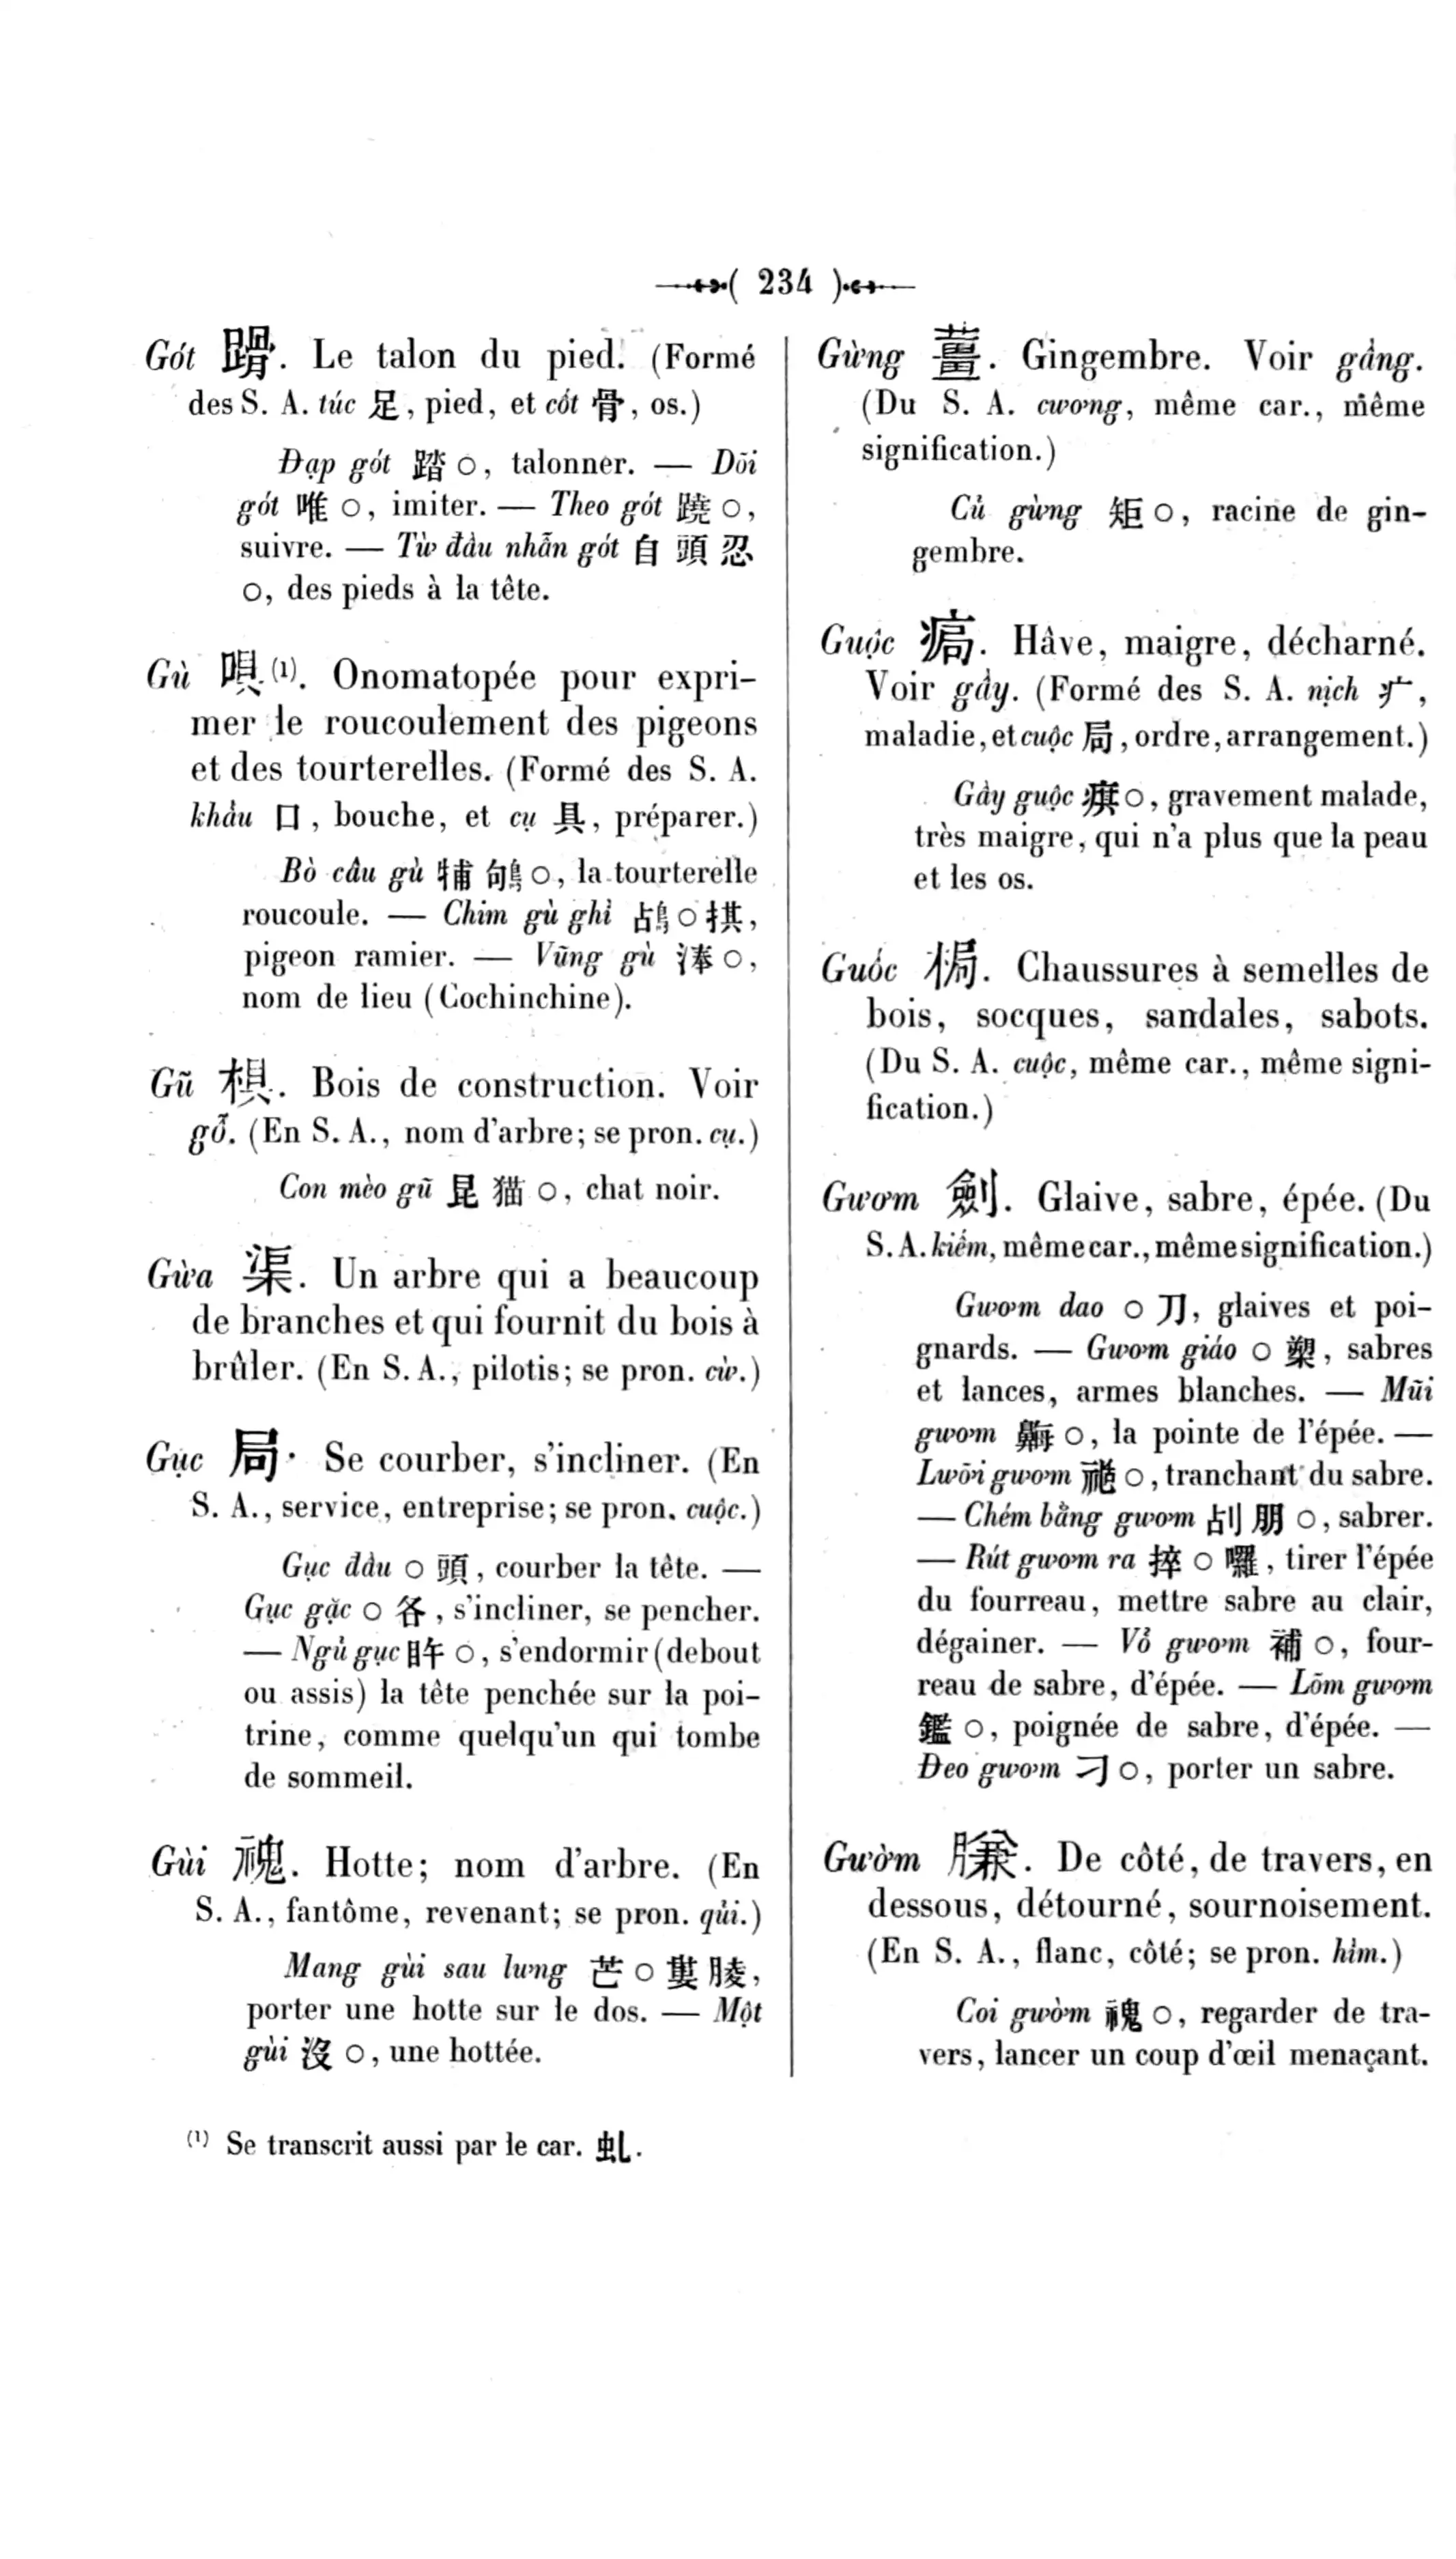 ( 234 )
Gót 𨃴. Le talon du pied. (Formé
des S. A. túc 足, pied, et cốt 骨, os.)
Đạp gót 踏 ○, talonner. — Dõi
gót 唯 ○, imiter. — Theo gót 蹺 ○,
suivre. — Từ đầu nhẫn gót 自 頭 忍
○, des pieds à la tête.
Gù 唄 (1). Onomatopée pour expri-
mer le roucoulement des pigeons
et des tourterelles. (Formé des S. A.
khẩu 口, bouche, et cụ 具, préparer.)
Bò câu gù 犕 鴝 ○, la tourterelle
roucoule. — Chim gù ghì 鴣 ○ 拱,
pigeon ramier. — Vũng gù 湊 ○,
nom de lieu (Cochinchine).
Gũ 椇. Bois de construction. Voir
gỗ. (En S. A., nom d'arbre; se pron. cụ.)
Con mèo gũ 昆 猫 ○, chat noir.
Gừa 渠. Un arbre qui a beaucoup
de branches et qui fournit du bois à
brûler. (En S. A., pilotis; se pron. cừ.)
Gục 局. Se courber, s'incliner. (En
S. A., service, entreprise; se pron. cuộc.)
Gục đầu ○ 頭, courber la tête. —
Gục gặc ○ 各, s'incliner, se pencher.
— Ngủ gục 盰 ○, s'endormir (debout
ou assis) la tête penchée sur la poi-
trine, comme quelqu'un qui tombe
de sommeil.
Gùi 𥛉. Hotte; nom d'arbre. (En
S. A., fantôme, revenant; se pron. qủi.)
Mang gùi sau lưng 芒 ○ 婁 𦝄,
porter une hotte sur le dos. — Một
gùi 沒 ○, une hottée.
(1) Se transcrit aussi par le car. 虬.
Gừng 薑. Gingembre. Voir gầng.
(Du S. A. cương, même car., même
signification.)
Củ gừng 矩 ○, racine de gin-
gembre.
Guộc 𤷱. Hâve, maigre, décharné.
Voir gầy. (Formé des S. A. nịch 疒,
maladie, et cuộc 局, ordre, arrangement.)
Gầy guộc 𤷍 ○, gravement malade,
très maigre, qui n'a plus que la peau
et les os.
Guốc 梮. Chaussures à semelles de
bois, socques, sandales, sabots.
(Du S. A. cuộc, même car., même signi-
fication.)
Gươm 劍. Glaive, sabre, épée. (Du
S. A. kiếm, même car., même signification.)
Gươm dao ○ 刀, glaives et poi-
gnards. — Gươm giáo ○ 槊, sabres
et lances, armes blanches. — Mũi
gươm ○, la pointe de l'épée. —
Lưỡi gươm ○, tranchant du sabre.
— Chém bằng gươm 刮 朋 ○, sabrer.
— Rút gươm ra 捽 ○ 囉, tirer l'épée
du fourreau, mettre sabre au clair,
dégainer. — Vỏ gươm 補 ○, four-
reau de sabre, d'épée. — Lõm gươm
鑑 ○, poignée de sabre, d'épée. —
Đeo gươm 刁 ○, porter un sabre.
Gườm 膁. De côté, de travers, en
dessous, détourné, sournoisement.
(En S. A., flanc, côté; se pron. hìm.)
Coi gườm ○, regarder de tra-
vers, lancer un coup d'œil menaçant.